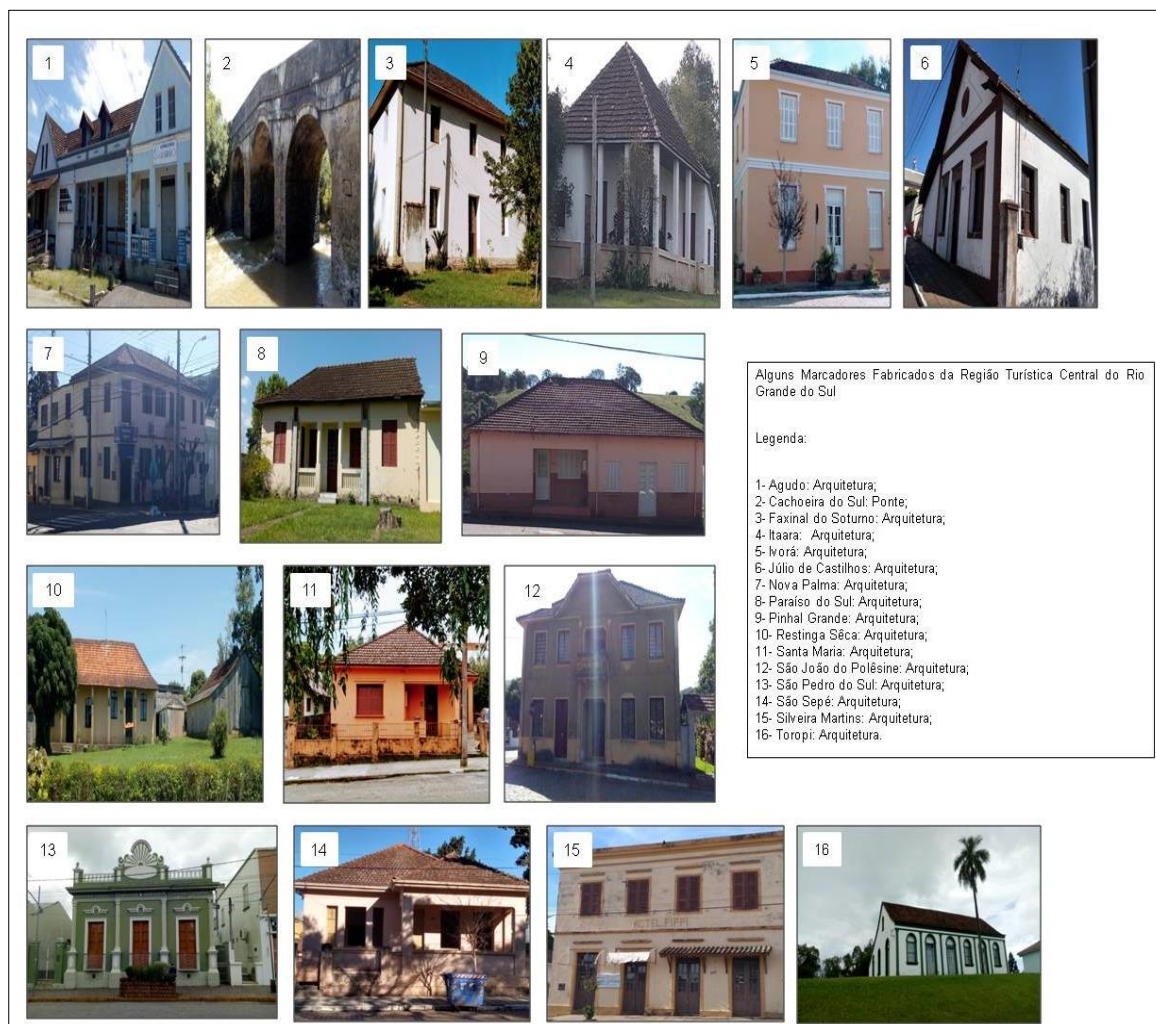 1
2
3
4
5
6
7
8
9
Alguns Marcadores Fabricados da Região Turística Central do Rio
Grande do Sul
Legenda:
1- Agudo: Arquitetura;
2- Cachoeira do Sul: Ponte;
3- Faxinal do Soturno: Arquitetura;
4- Itaara: Arquitetura;
5- Ivorá: Arquitetura;
6- Júlio de Castilhos: Arquitetura;
7- Nova Palma: Arquitetura;
8- Paraíso do Sul: Arquitetura;
9- Pinhal Grande: Arquitetura;
10- Restinga Sêca: Arquitetura;
11- Santa Maria: Arquitetura;
12- São João do Polêsine: Arquitetura;
13- São Pedro do Sul: Arquitetura;
14- São Sepé: Arquitetura;
15- Silveira Martins: Arquitetura;
16- Toropi: Arquitetura.
10
11
12
13
14
15
HOTEL PIPPI
16